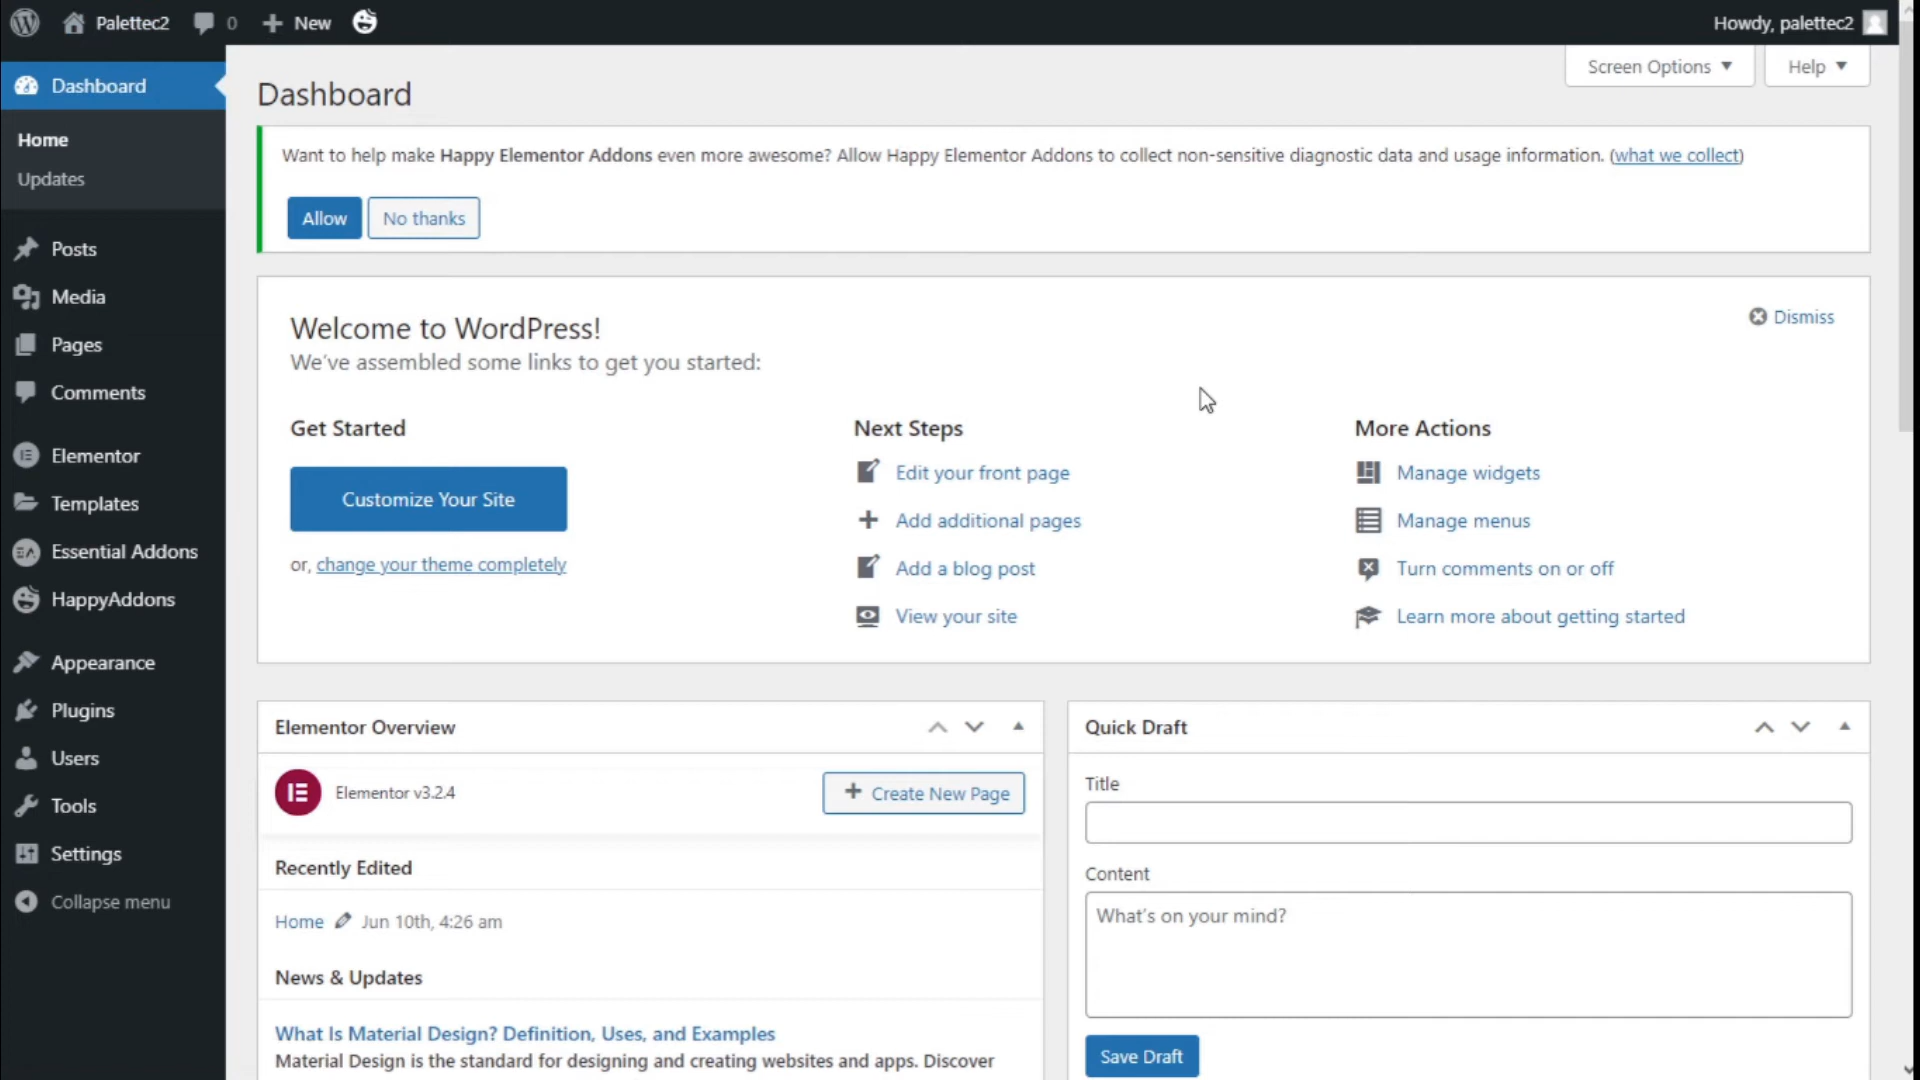 Palettec2
0
New
Howdy, palettec2
Dashboard
Home
Updates
Posts
Media
Pages
Comments
Elementor
Templates
Essential Addons
HappyAddons
Appearance
Plugins
Users
Tools
Settings
Collapse menu
Screen Options
Help
Dashboard
Want to help make Happy Elementor Addons even more awesome? Allow Happy Elementor Addons to collect non-sensitive diagnostic data and usage information. (what we collect)
Allow
No thanks
Welcome to WordPress!
Dismiss
We've assembled some links to get you started:
Get Started
Customize Your Site
or, change your theme completely
Next Steps
Edit your front page
Add additional pages
Add a blog post
View your site
More Actions
Manage widgets
Manage menus
Turn comments on or off
Learn more about getting started
Elementor Overview
Elementor v3.2.4
Create New Page
Recently Edited
Home Jun 10th, 4:26 am
News & Updates
What Is Material Design? Definition, Uses, and Examples
Material Design is the standard for designing and creating websites and apps. Discover
Quick Draft
Title
Content
What's on your mind?
Save Draft